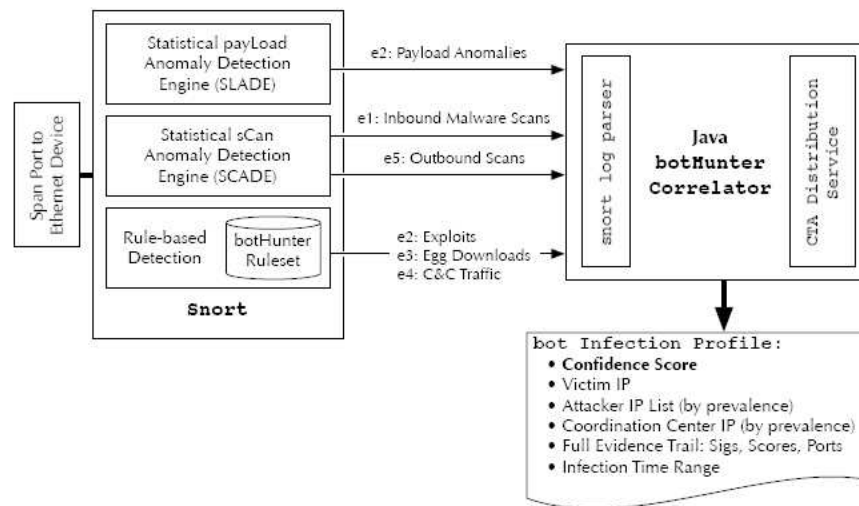 Span Port to
Ethernet Device
Statistical payLoad
Anomaly Detection
Engine (SLADE)
Statistical sCan
Anomaly Detection
Engine (SCADE)
Rule-based
Detection
botHunter
Ruleset
Snort
e2: Payload Anomalies
e1: Inbound Malware Scans
e5: Outbound Scans
e2: Exploits
e3: Egg Downloads
e4: C&C Traffic
snort log parser
Java
botHunter
Correlator
CTA Distribution
Service
bot Infection Profile:
• Confidence Score
• Victim IP
• Attacker IP List (by prevalence)
• Coordination Center IP (by prevalence)
• Full Evidence Trail: Sigs, Scores, Ports
• Infection Time Range